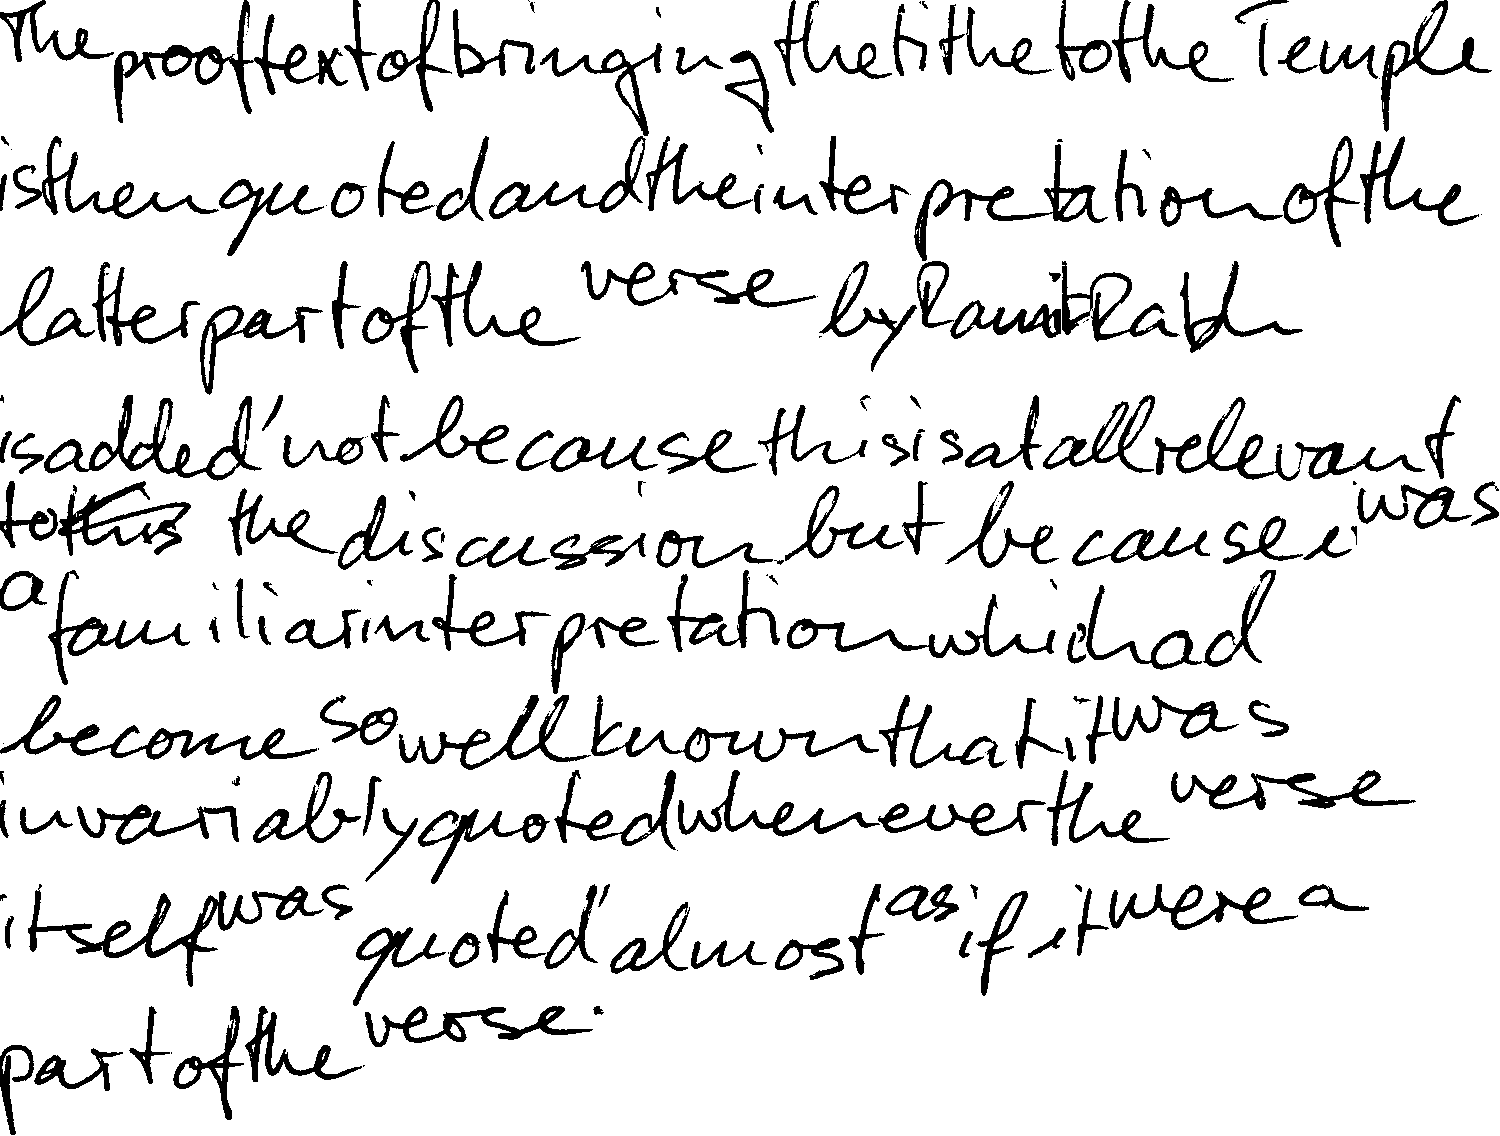 The proof text of bringing the tithe to the Temple
is then quoted and the interpretation of the
latter part of the verse by Rami Rabh
is added, not because this is at all relevant
to the discussion but because it was
a familiar interpretation which had
become so well known that it was
invariably quoted whenever the verse
itself was quoted, almost as if it were a
part of the verse.